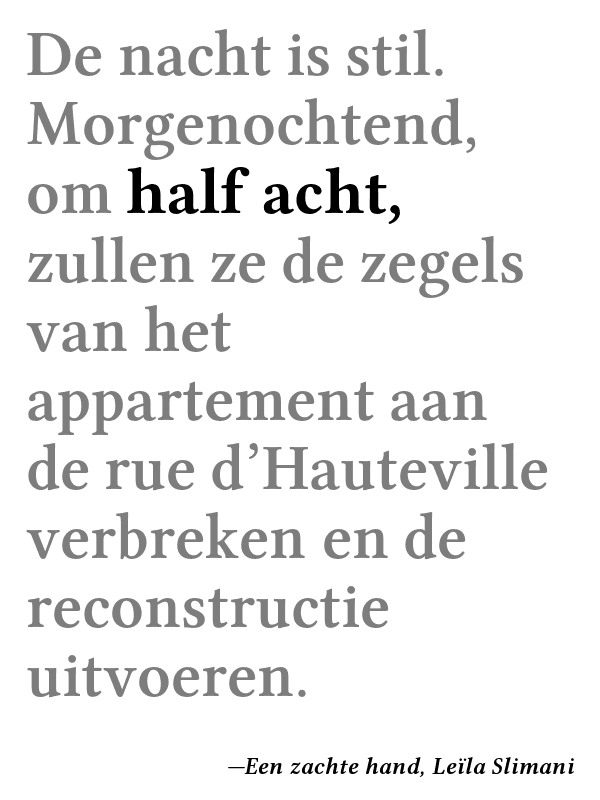 De nacht is stil.
Morgenochtend,
om half acht,
zullen ze de zegels
van het
appartement aan
de rue d’Hauteville
verbreken en de
reconstructie
uitvoeren.
—Een zachte hand, Leïla Slimani